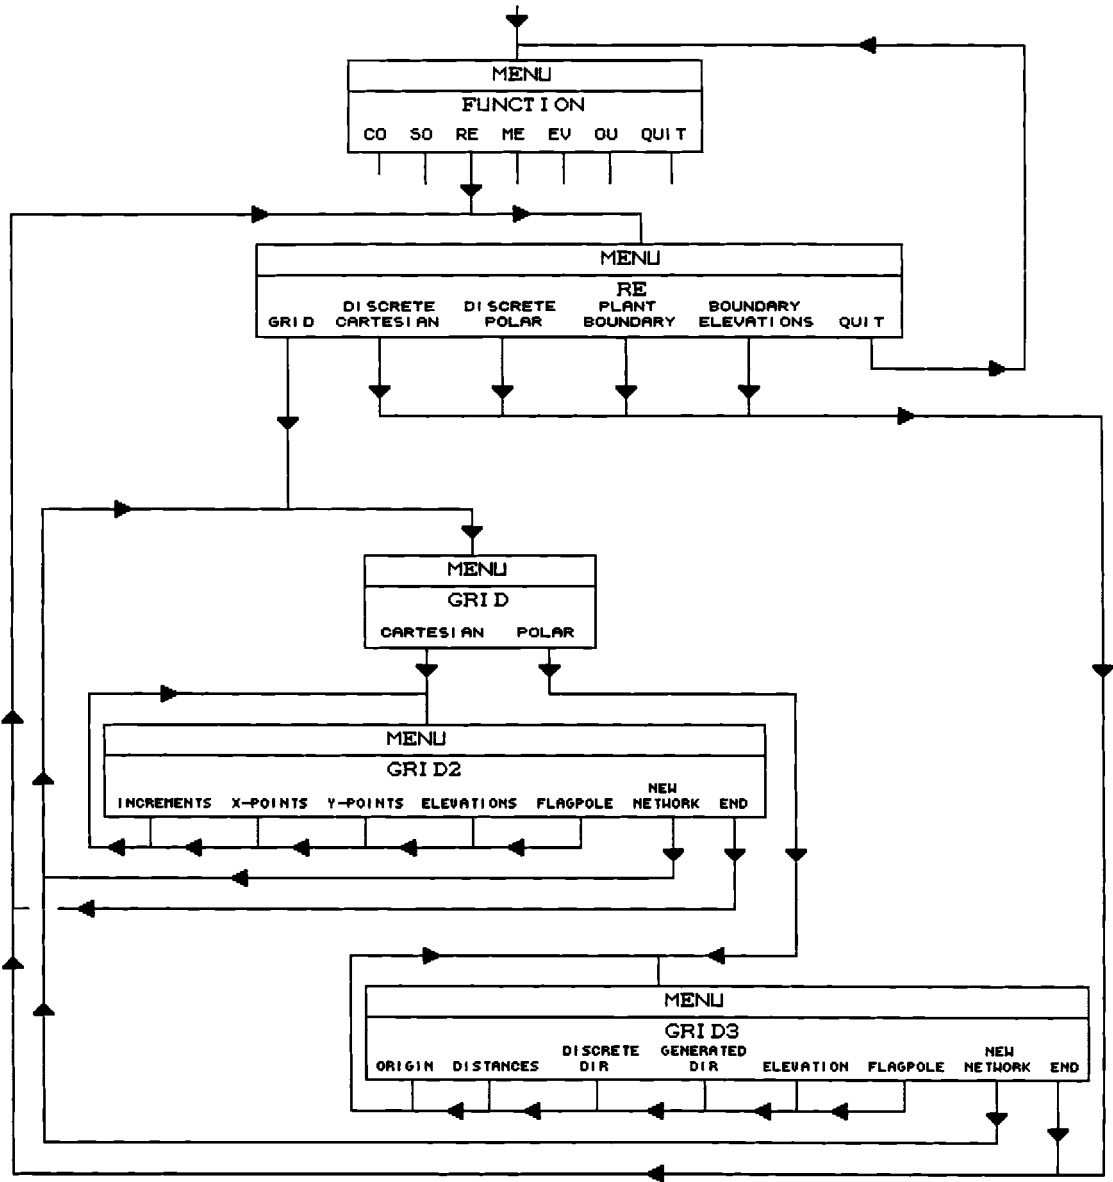 MENU
FUNCTION
CO SO RE ME EV OU QUIT
MENU
RE
DISCRETE DISCRETE PLANT BOUNDARY
GRID CARTESIAN POLAR BOUNDARY ELEVATIONS QUIT
MENU
GRID
CARTESIAN POLAR
MENU
GRID2
NEW
INCREMENTS X-POINTS Y-POINTS ELEVATIONS FLAGPOLE NETWORK END
MENU
GRID3
DISCRETE GENERATED NEW
ORIGIN DISTANCES DIR DIR ELEVATION FLAGPOLE NETWORK END